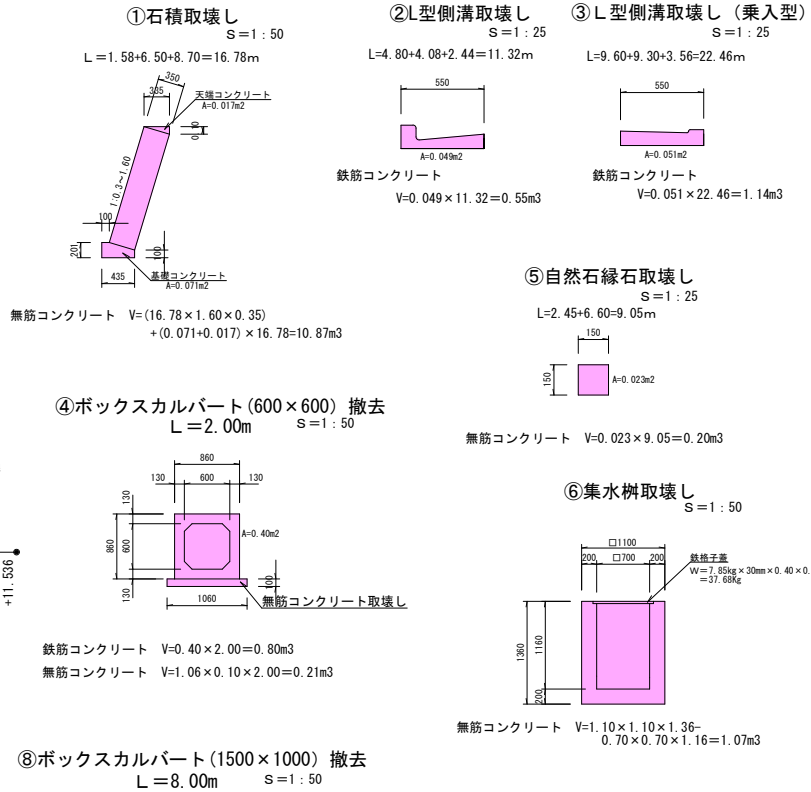 ①石積取壊し
S=1:50
L=1.58+6.50+8.70=16.78m
350
335
天端コンクリート
A=0.017m2
0.10
1:0.3~1.60
100
201
100
435
基礎コンクリート
A=0.071m2
無筋コンクリート V=(16.78×1.60×0.35)
+(0.071+0.017)×16.78=10.87m3
②L型側溝取壊し
S=1:25
L=4.80+4.08+2.44=11.32m
550
A=0.049m2
鉄筋コンクリート
V=0.049×11.32=0.55m3
③L型側溝取壊し(乗入型)
S=1:25
L=9.60+9.30+3.56=22.46m
550
A=0.051m2
鉄筋コンクリート
V=0.051×22.46=1.14m3
④ボックスカルバート(600×600)撤去
L=2.00m S=1:50
860
130 600 130
130
860
600
130
A=0.40m2
100
1060
無筋コンクリート取壊し
鉄筋コンクリート V=0.40×2.00=0.80m3
無筋コンクリート V=1.06×0.10×2.00=0.21m3
+11.536
⑤自然石縁石取壊し
S=1:25
L=2.45+6.60=9.05m
150
150
A=0.023m2
無筋コンクリート V=0.023×9.05=0.20m3
⑥集水桝取壊し
S=1:50
□1100
200 □700 200
鉄格子蓋
W=7.85kg×30mm×0.40×0.
=37.68Kg
1360
1160
200
無筋コンクリート V=1.10×1.10×1.36-
0.70×0.70×1.16=1.07m3
⑧ボックスカルバート(1500×1000)撤去
L=8.00m S=1:50